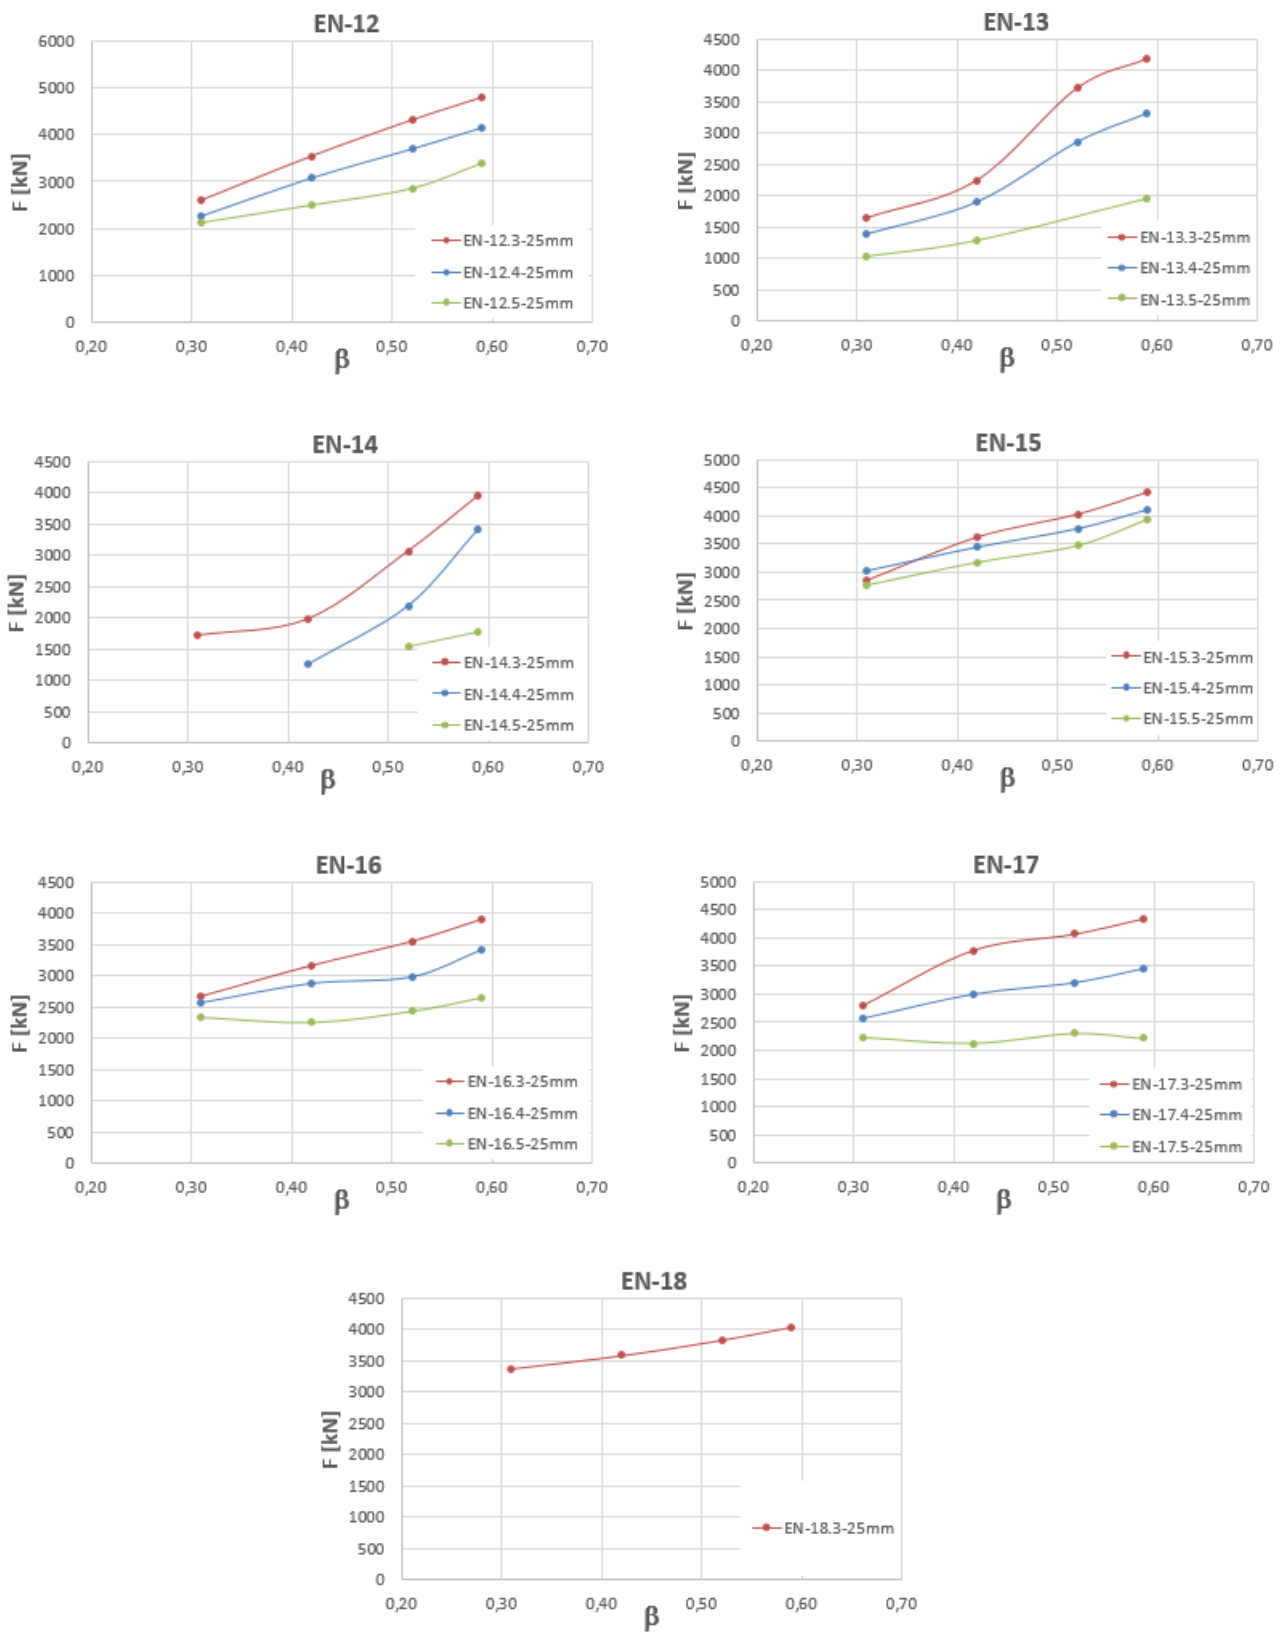 EN-12
6000
5000
4000
3000
2000
1000
0
F [kN]
0,20 0,30 0,40 0,50 0,60 0,70
β
EN-12.3-25mm
EN-12.4-25mm
EN-12.5-25mm
EN-13
4500
4000
3500
3000
2500
2000
1500
1000
500
0
F [kN]
0,20 0,30 0,40 0,50 0,60 0,70
β
EN-13.3-25mm
EN-13.4-25mm
EN-13.5-25mm
EN-14
4500
4000
3500
3000
2500
2000
1500
1000
500
0
F [kN]
0,20 0,30 0,40 0,50 0,60 0,70
β
EN-14.3-25mm
EN-14.4-25mm
EN-14.5-25mm
EN-15
5000
4500
4000
3500
3000
2500
2000
1500
1000
500
0
F [kN]
0,20 0,30 0,40 0,50 0,60 0,70
β
EN-15.3-25mm
EN-15.4-25mm
EN-15.5-25mm
EN-16
4500
4000
3500
3000
2500
2000
1500
1000
500
0
F [kN]
0,20 0,30 0,40 0,50 0,60 0,70
β
EN-16.3-25mm
EN-16.4-25mm
EN-16.5-25mm
EN-17
5000
4500
4000
3500
3000
2500
2000
1500
1000
500
0
F [kN]
0,20 0,30 0,40 0,50 0,60 0,70
β
EN-17.3-25mm
EN-17.4-25mm
EN-17.5-25mm
EN-18
4500
4000
3500
3000
2500
2000
1500
1000
500
0
F [kN]
0,20 0,30 0,40 0,50 0,60 0,70
β
EN-18.3-25mm